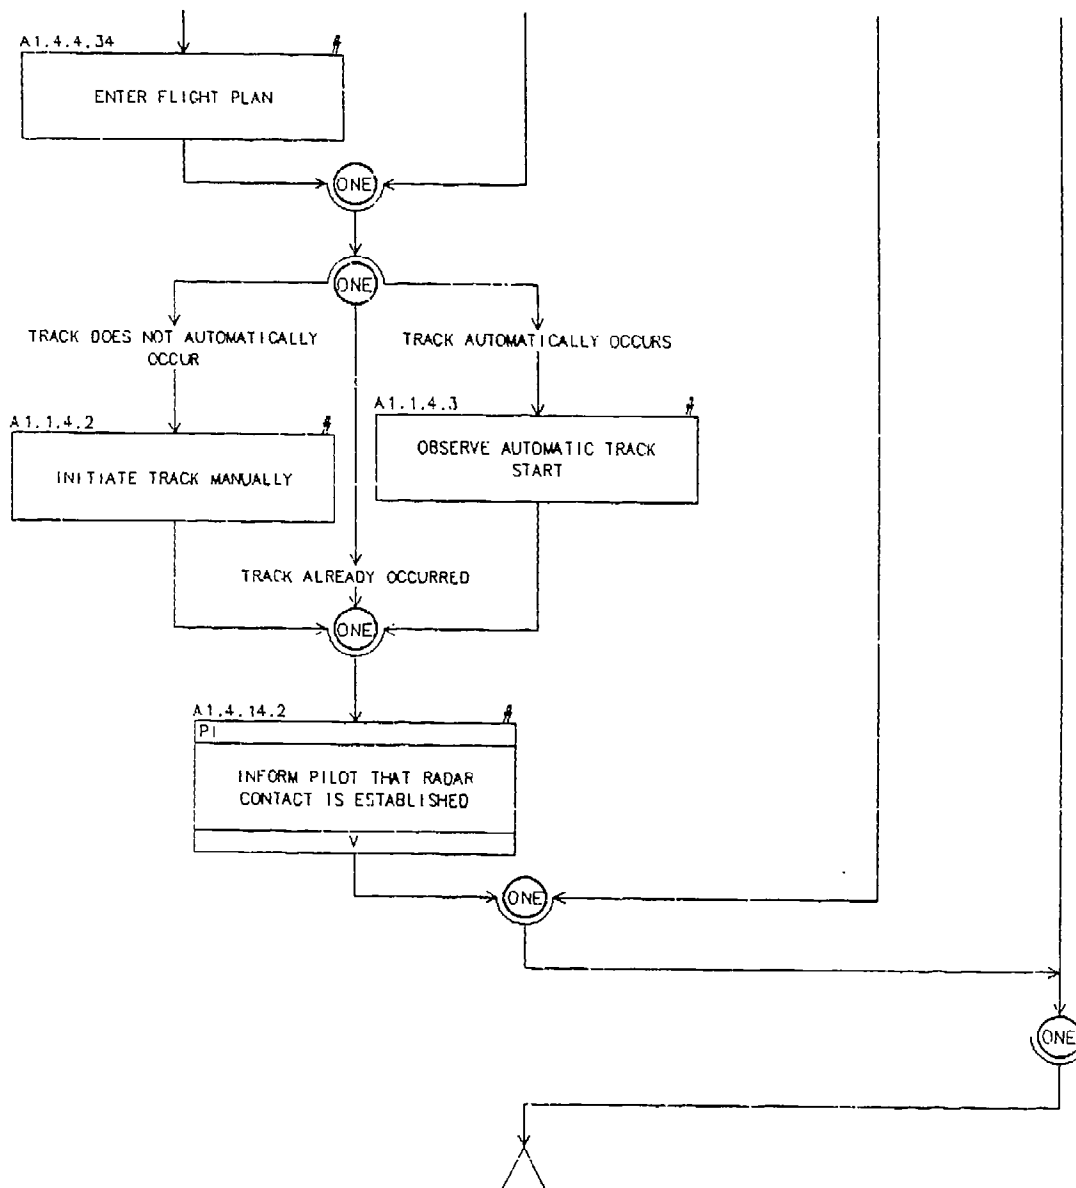 A1.4.4.34
ENTER FLIGHT PLAN
ONE
ONE
TRACK DOES NOT AUTOMATICALLY
OCCUR
TRACK AUTOMATICALLY OCCURS
A1.1.4.2
INITIATE TRACK MANUALLY
A1.1.4.3
OBSERVE AUTOMATIC TRACK
START
TRACK ALREADY OCCURRED
ONE
A1.4.14.2
PI
INFORM PILOT THAT RADAR
CONTACT IS ESTABLISHED
V
ONE
ONE